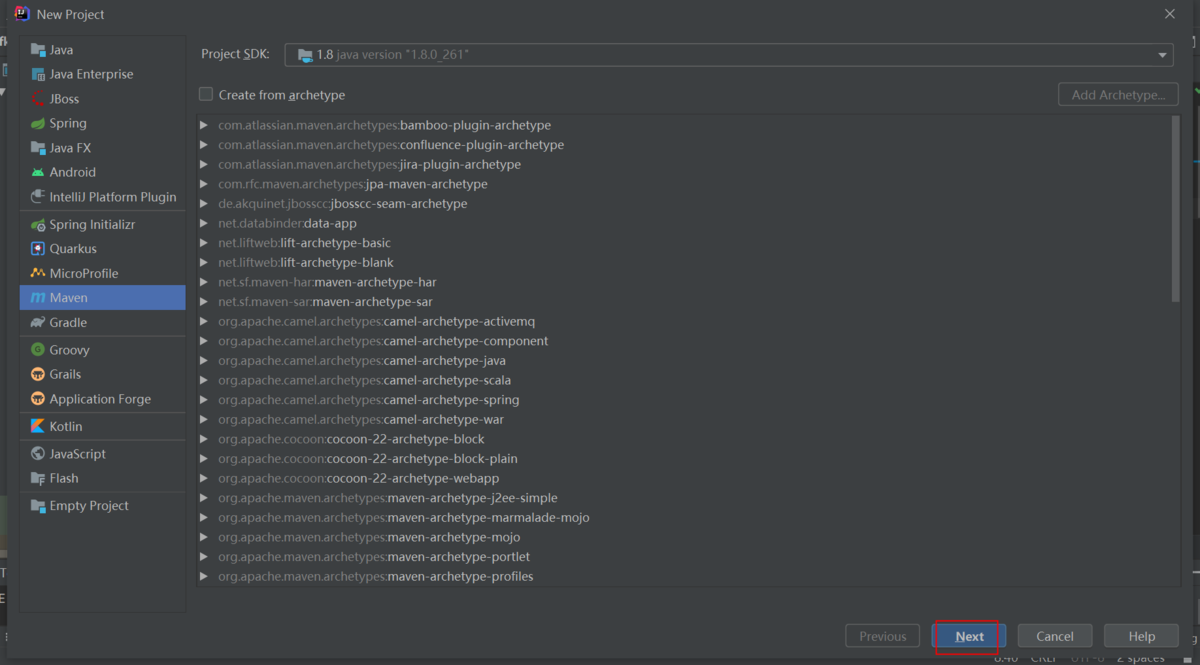 New Project
Java
Java Enterprise
JBoss
Spring
Java FX
Android
IntelliJ Platform Plugin
Spring Initializr
Quarkus
MicroProfile
Maven
Gradle
Groovy
Grails
Application Forge
Kotlin
JavaScript
Flash
Empty Project
Project SDK: 1.8 java version "1.8.0_261"
Create from archetype Add Archetype...
com.atlassian.maven.archetypes:bamboo-plugin-archetype
com.atlassian.maven.archetypes:confluence-plugin-archetype
com.atlassian.maven.archetypes:jira-plugin-archetype
com.rfc.maven.archetypes:jpa-maven-archetype
de.akquinet.jbosscc:jbosscc-seam-archetype
net.databinder:data-app
net.liftweb:lift-archetype-basic
net.liftweb:lift-archetype-blank
net.sf.maven-har:maven-archetype-har
net.sf.maven-sar:maven-archetype-sar
org.apache.camel.archetypes:camel-archetype-activemq
org.apache.camel.archetypes:camel-archetype-component
org.apache.camel.archetypes:camel-archetype-java
org.apache.camel.archetypes:camel-archetype-scala
org.apache.camel.archetypes:camel-archetype-spring
org.apache.camel.archetypes:camel-archetype-war
org.apache.cocoon:cocoon-22-archetype-block
org.apache.cocoon:cocoon-22-archetype-block-plain
org.apache.cocoon:cocoon-22-archetype-webapp
org.apache.maven.archetypes:maven-archetype-j2ee-simple
org.apache.maven.archetypes:maven-archetype-marmalade-mojo
org.apache.maven.archetypes:maven-archetype-mojo
org.apache.maven.archetypes:maven-archetype-portlet
org.apache.maven.archetypes:maven-archetype-profiles
Previous Next Cancel Help
CRLF UTF-8 2 spaces